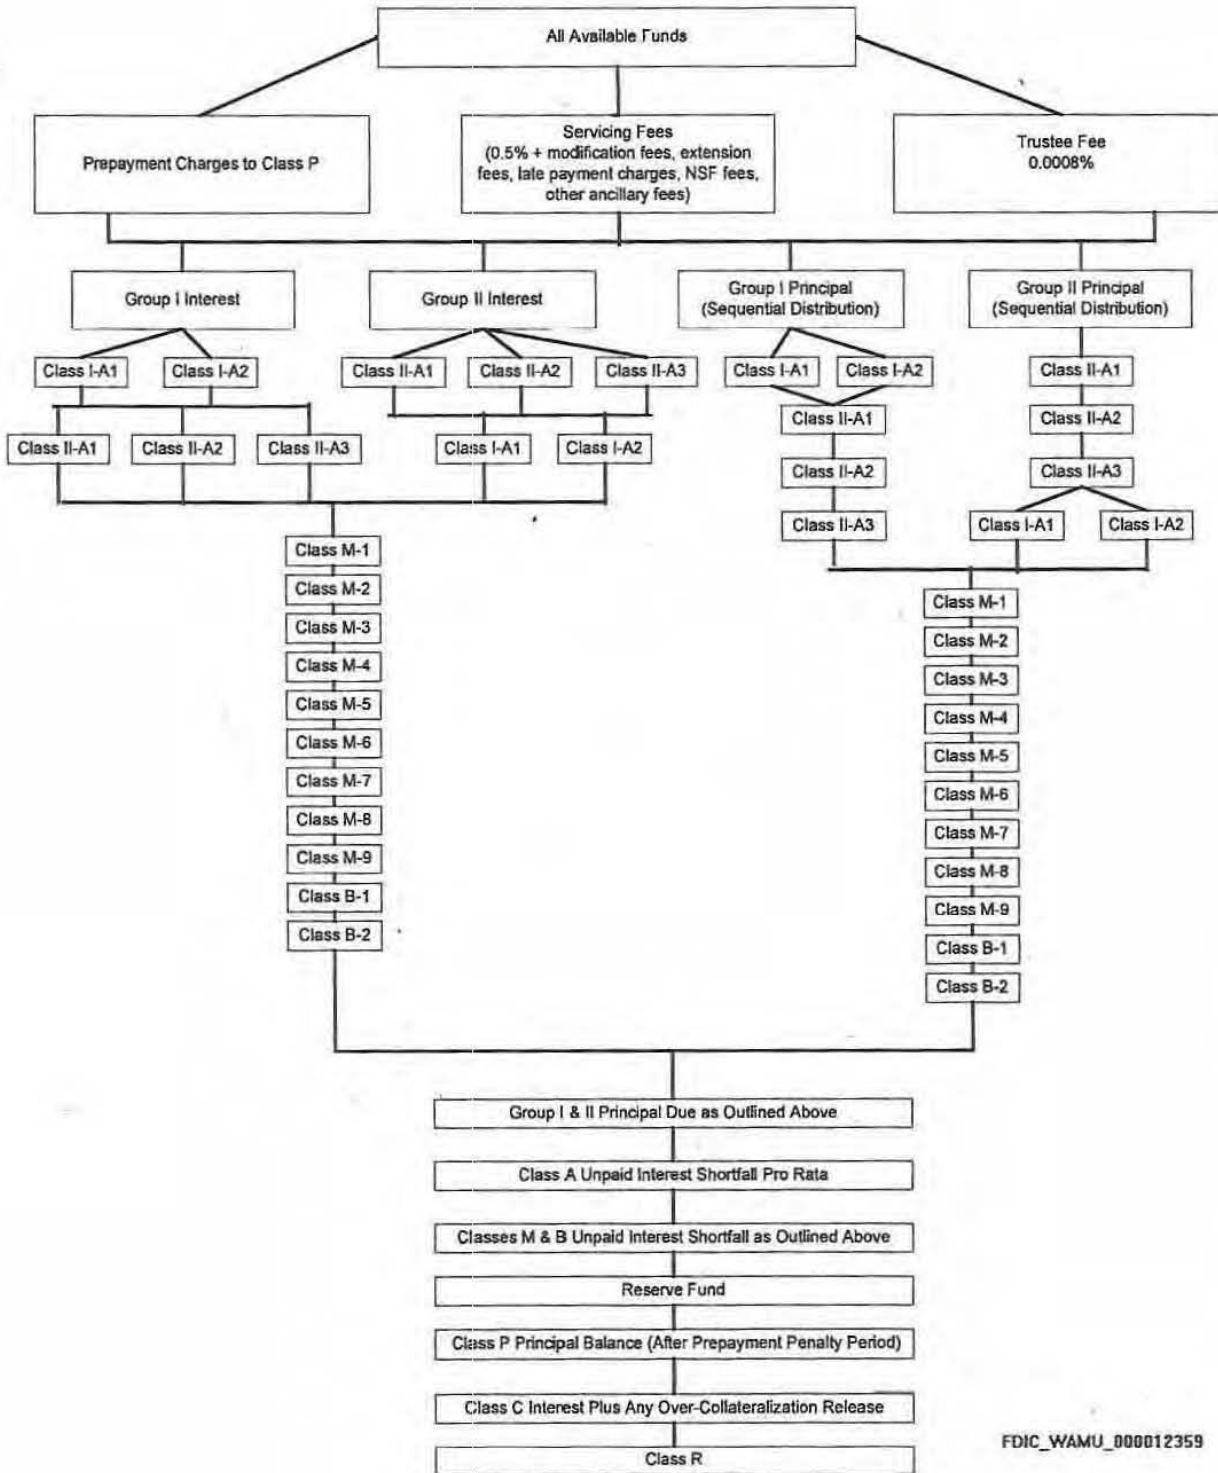 All Available Funds
Prepayment Charges to Class P
Servicing Fees
(0.5% + modification fees, extension
fees, late payment charges, NSF fees,
other ancillary fees)
Trustee Fee
0.0008%
Group I Interest
Group II Interest
Group I Principal
(Sequential Distribution)
Group II Principal
(Sequential Distribution)
Class I-A1
Class I-A2
Class II-A1
Class II-A2
Class II-A3
Class I-A1
Class I-A2
Class II-A1
Class II-A1
Class II-A2
Class II-A1
Class II-A2
Class II-A3
Class I-A1
Class I-A2
Class II-A2
Class II-A3
Class II-A3
Class I-A1
Class I-A2
Class M-1
Class M-2
Class M-3
Class M-4
Class M-5
Class M-6
Class M-7
Class M-8
Class M-9
Class B-1
Class B-2
Class M-1
Class M-2
Class M-3
Class M-4
Class M-5
Class M-6
Class M-7
Class M-8
Class M-9
Class B-1
Class B-2
Group I & II Principal Due as Outlined Above
Class A Unpaid Interest Shortfall Pro Rata
Classes M & B Unpaid Interest Shortfall as Outlined Above
Reserve Fund
Class P Principal Balance (After Prepayment Penalty Period)
Class C Interest Plus Any Over-Collateralization Release
Class R
FDIC_WAMU_000012359